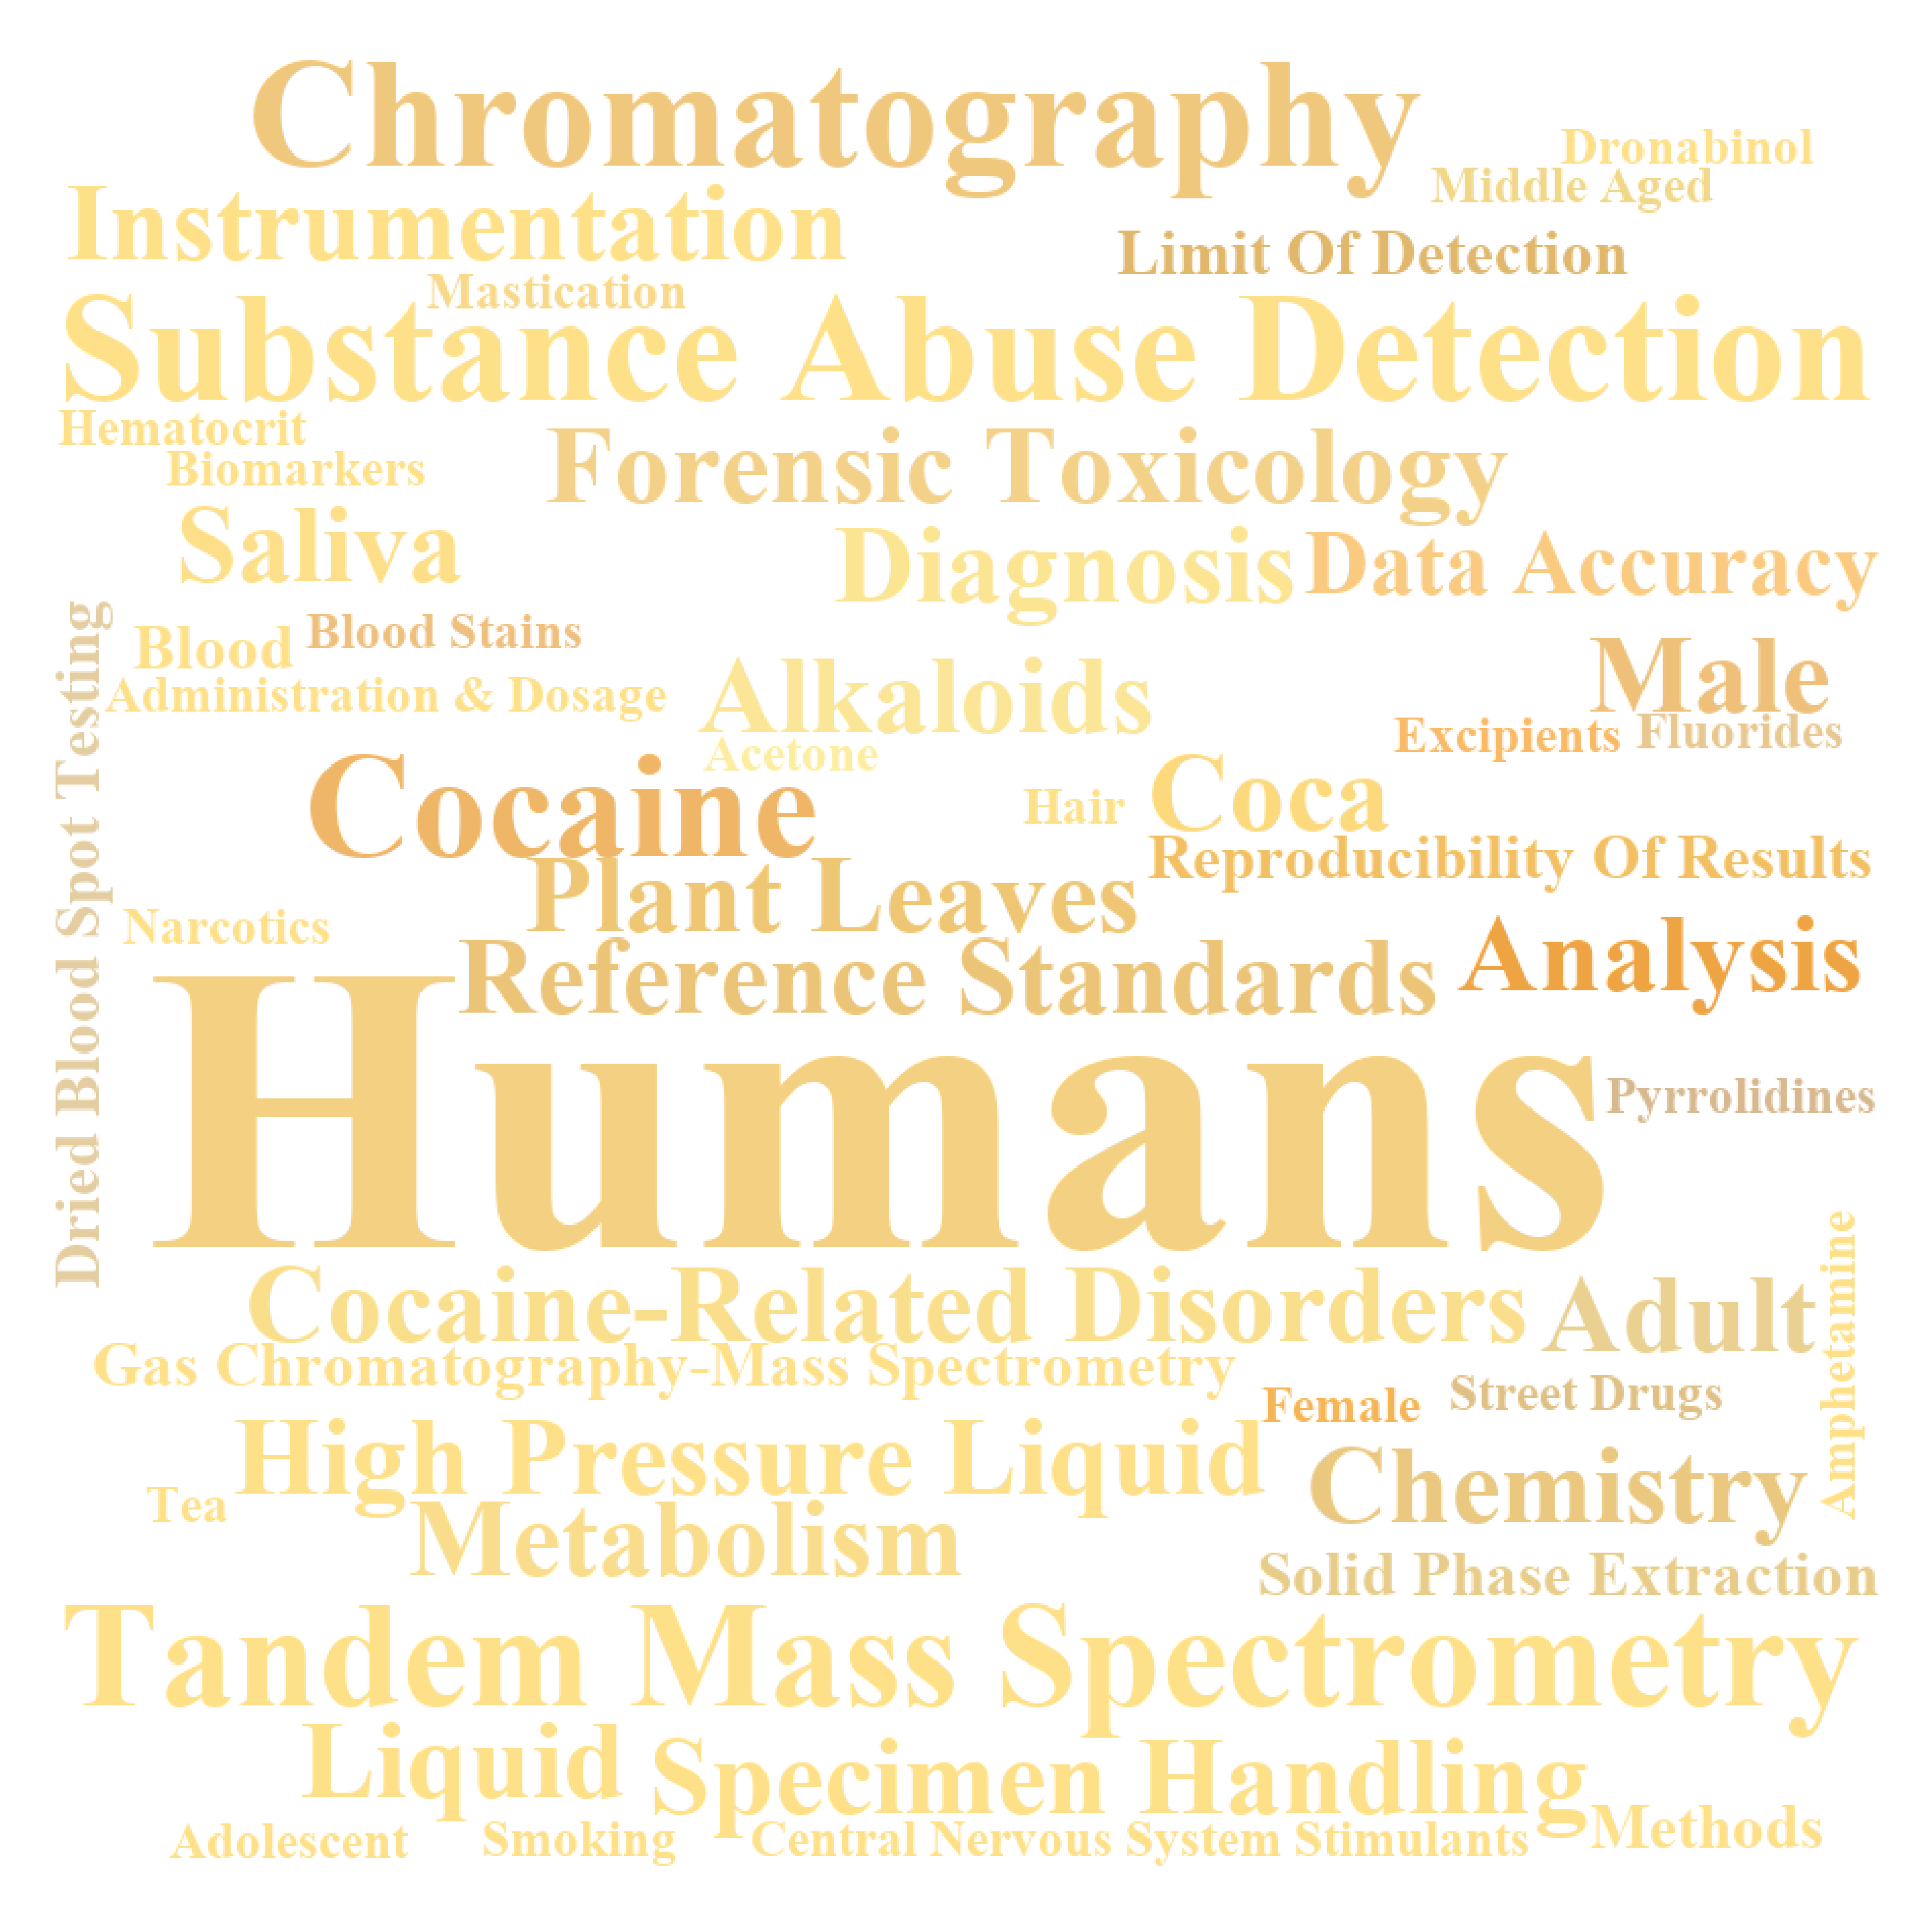 Chromatography
Dronabinol
Middle Aged
Instrumentation
Limit Of Detection
Mastication
Substance Abuse Detection
Hematocrit
Forensic Toxicology
Biomarkers
Saliva
Diagnosis
Data Accuracy
Blood Stains
Blood
Male
Administration & Dosage
Alkaloids
Excipients
Fluorides
Acetone
Cocaine
Hair
Coca
Reproducibility Of Results
Plant Leaves
Narcotics
Dried Blood Spot Testing
Reference Standards
Analysis
Humans
Pyrrolidines
Cocaine-Related Disorders
Adult
Amphetamine
Gas Chromatography-Mass Spectrometry
Female
Street Drugs
High Pressure Liquid
Chemistry
Tea
Metabolism
Solid Phase Extraction
Tandem Mass Spectrometry
Liquid
Specimen Handling
Methods
Adolescent
Smoking
Central Nervous System Stimulants